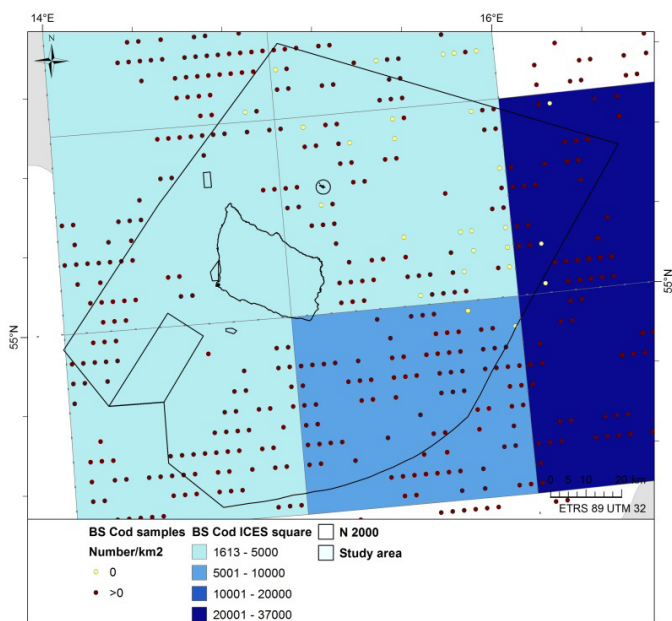 14°E
16°E
N
55°N
55°N
0 5 10 20 km
ETRS 89 UTM 32
BS Cod samples
Number/km2
0
>0
BS Cod ICES square
1613 - 5000
5001 - 10000
10001 - 20000
20001 - 37000
N 2000
Study area